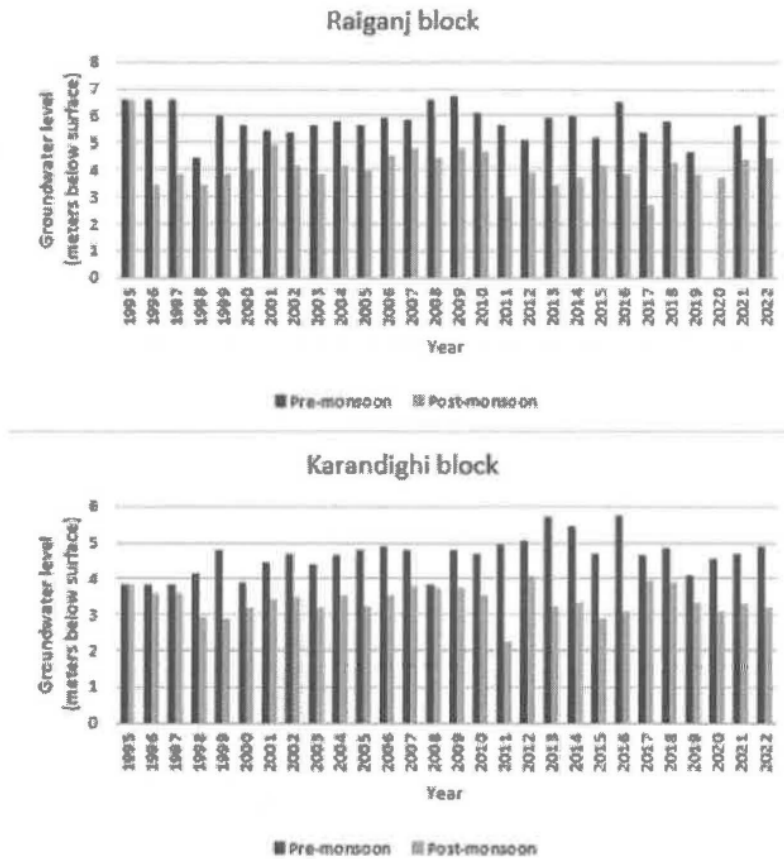 Raiganj block
8
7
6
5
4
3
2
1
0
Groundwater level
(meters below surface)
1995 1996 1997 1998 1999 2000 2001 2002 2003 2004 2005 2006 2007 2008 2009 2010 2011 2012 2013 2014 2015 2016 2017 2018 2019 2020 2021 2022
Year
Pre-monsoon Post-monsoon
Karandighi block
6
5
4
3
2
1
0
Groundwater level
(meters below surface)
1995 1996 1997 1998 1999 2000 2001 2002 2003 2004 2005 2006 2007 2008 2009 2010 2011 2012 2013 2014 2015 2016 2017 2018 2019 2020 2021 2022
Year
Pre-monsoon Post-monsoon